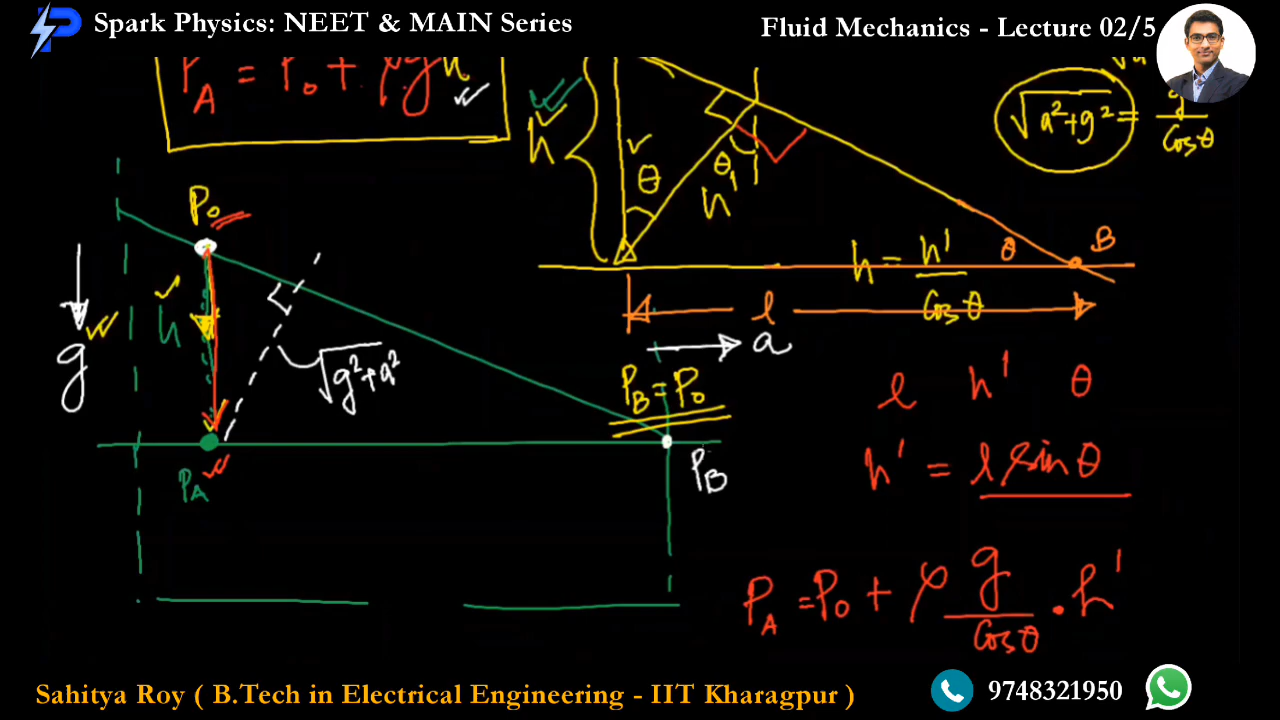 Spark Physics: NEET & MAIN Series
Fluid Mechanics - Lecture 02/5
P_A = P_0 + ρgh
h
θ
θ_1
h'
√a²+g² = g/cosθ
P_0
h
g
√g²+a²
P_A
h = h'/cosθ
θ
B
l
a
P_B = P_0
P_B
l h' θ
h' = l sinθ
P_A = P_0 + ρ g/cosθ · h'
Sahitya Roy ( B.Tech in Electrical Engineering - IIT Kharagpur )
9748321950